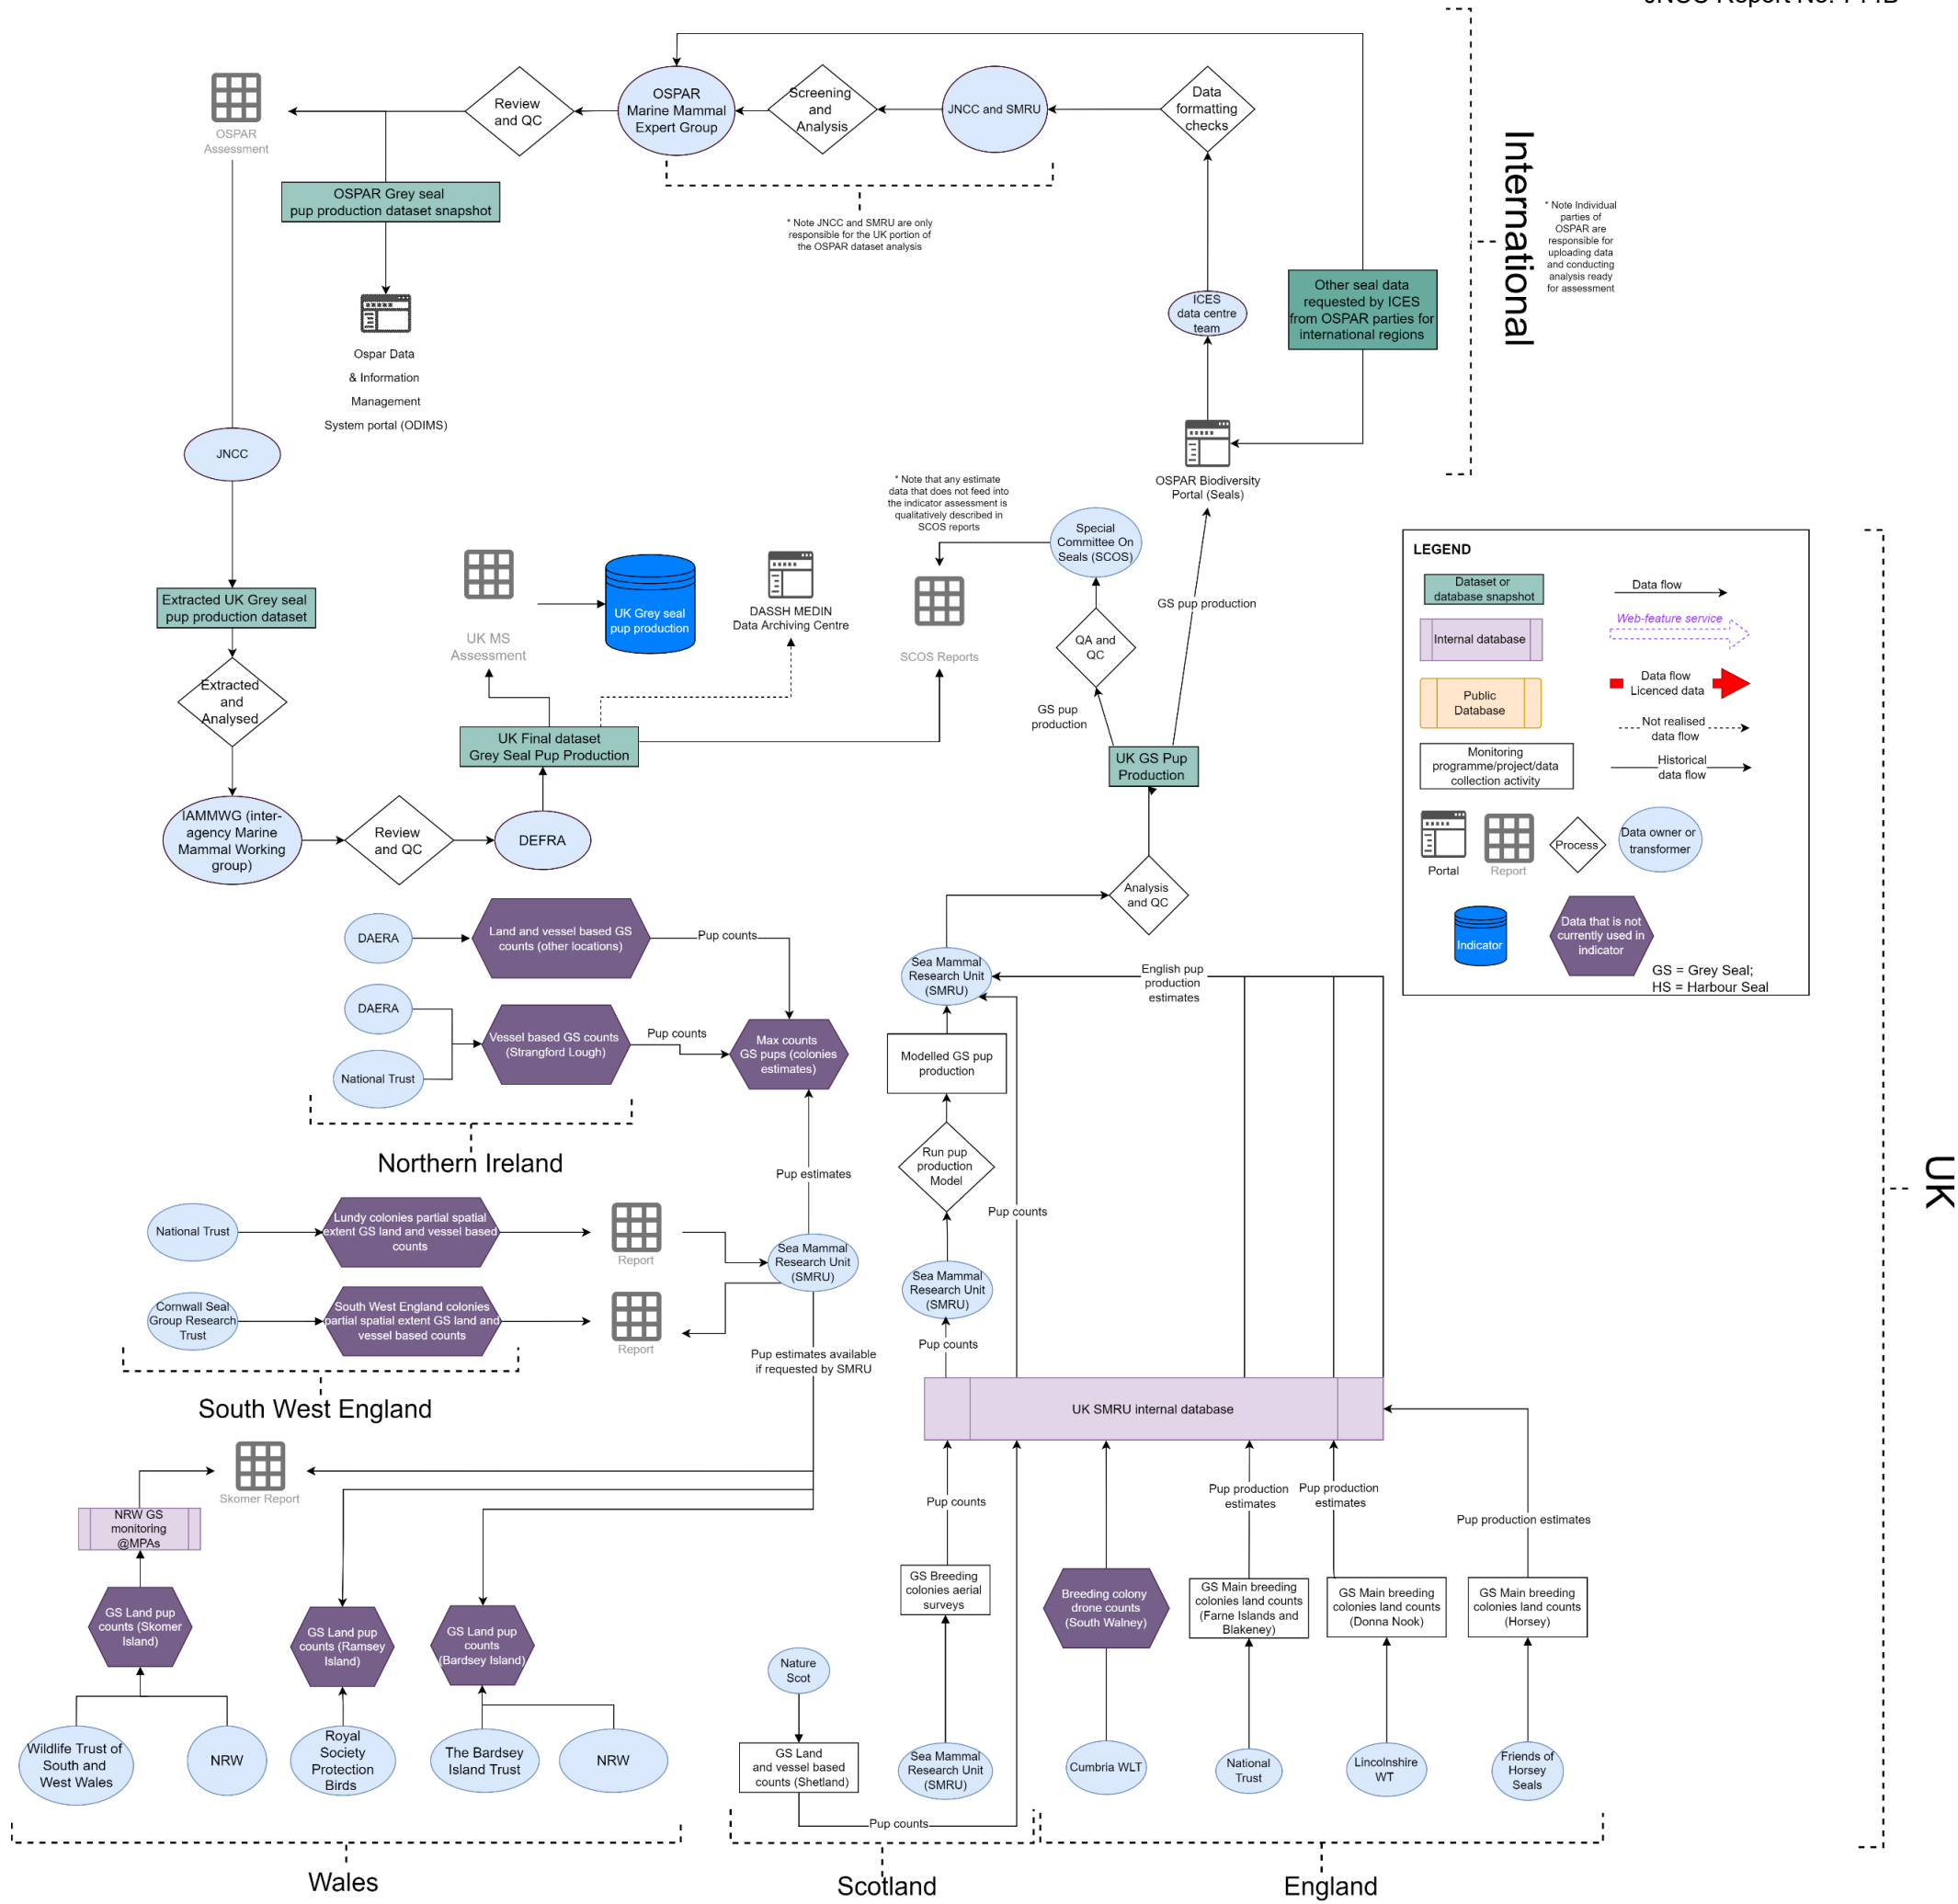 JNCC Report No. 744B
OSPAR
Assessment
Review
and QC
OSPAR
Marine Mammal
Expert Group
Screening
and
Analysis
JNCC and SMRU
Data
formatting
checks
International
OSPAR Grey seal
pup production dataset snapshot
* Note JNCC and SMRU are only
responsible for the UK portion of
the OSPAR dataset analysis
* Note Individual
parties of
OSPAR are
responsible for
uploading data
and conducting
analysis ready
for assessment
Other seal data
requested by ICES
from OSPAR parties for
international regions
ICES
data centre
team
Ospar Data
& Information
Management
System portal (ODIMS)
JNCC
OSPAR Biodiversity
Portal (Seals)
* Note that any estimate
data that does not feed into
the indicator assessment is
qualitatively described in
SCOS reports
Special
Committee On
Seals (SCOS)
Extracted UK Grey seal
pup production dataset
UK MS
Assessment
UK Grey seal
pup production
DASSH MEDIN
Data Archiving Centre
SCOS Reports
QA and
QC
GS pup production
GS pup
production
Extracted
and
Analysed
UK Final dataset
Grey Seal Pup Production
UK GS Pup
Production
IAMMWG (inter-
agency Marine
Mammal Working
group)
Review
and QC
DEFRA
Analysis
and QC
LEGEND
Dataset or
database snapshot
Data flow
Internal database
Web-feature service
Public
Database
Data flow
Licenced data
Not realised
data flow
Monitoring
programme/project/data
collection activity
Historical
data flow
Portal
Report
Process
Data owner or
transformer
Indicator
Data that is not
currently used in
indicator
GS = Grey Seal;
HS = Harbour Seal
UK
DAERA
Land and vessel based GS
counts (other locations)
Pup counts
DAERA
National Trust
Vessel based GS counts
(Strangford Lough)
Pup counts
Max counts
GS pups (colonies
estimates)
Northern Ireland
Sea Mammal
Research Unit
(SMRU)
English pup
production
estimates
Modelled GS pup
production
Run pup
production
Model
Pup counts
Pup estimates
National Trust
Lundy colonies partial spatial
extent GS land and vessel based
counts
Report
Sea Mammal
Research Unit
(SMRU)
Sea Mammal
Research Unit
(SMRU)
Cornwall Seal
Group Research
Trust
South West England colonies
partial spatial extent GS land and
vessel based counts
Report
Pup estimates available
if requested by SMRU
Pup counts
South West England
UK SMRU internal database
Skomer Report
NRW GS
monitoring
@MPAs
GS Land pup
counts (Skomer
Island)
GS Land pup
counts (Ramsey
Island)
GS Land pup
counts
(Bardsey Island)
Wildlife Trust of
South and
West Wales
NRW
Royal
Society
Protection
Birds
The Bardsey
Island Trust
NRW
Wales
Pup counts
GS Breeding
colonies aerial
surveys
Nature
Scot
GS Land
and vessel based
counts (Shetland)
Sea Mammal
Research Unit
(SMRU)
Pup counts
Scotland
Pup production
estimates
Pup production
estimates
Pup production estimates
Breeding colony
drone counts
(South Walney)
GS Main breeding
colonies land counts
(Farne Islands and
Blakeney)
GS Main breeding
colonies land counts
(Donna Nook)
GS Main breeding
colonies land counts
(Horsey)
Cumbria WLT
National
Trust
Lincolnshire
WT
Friends of
Horsey
Seals
England